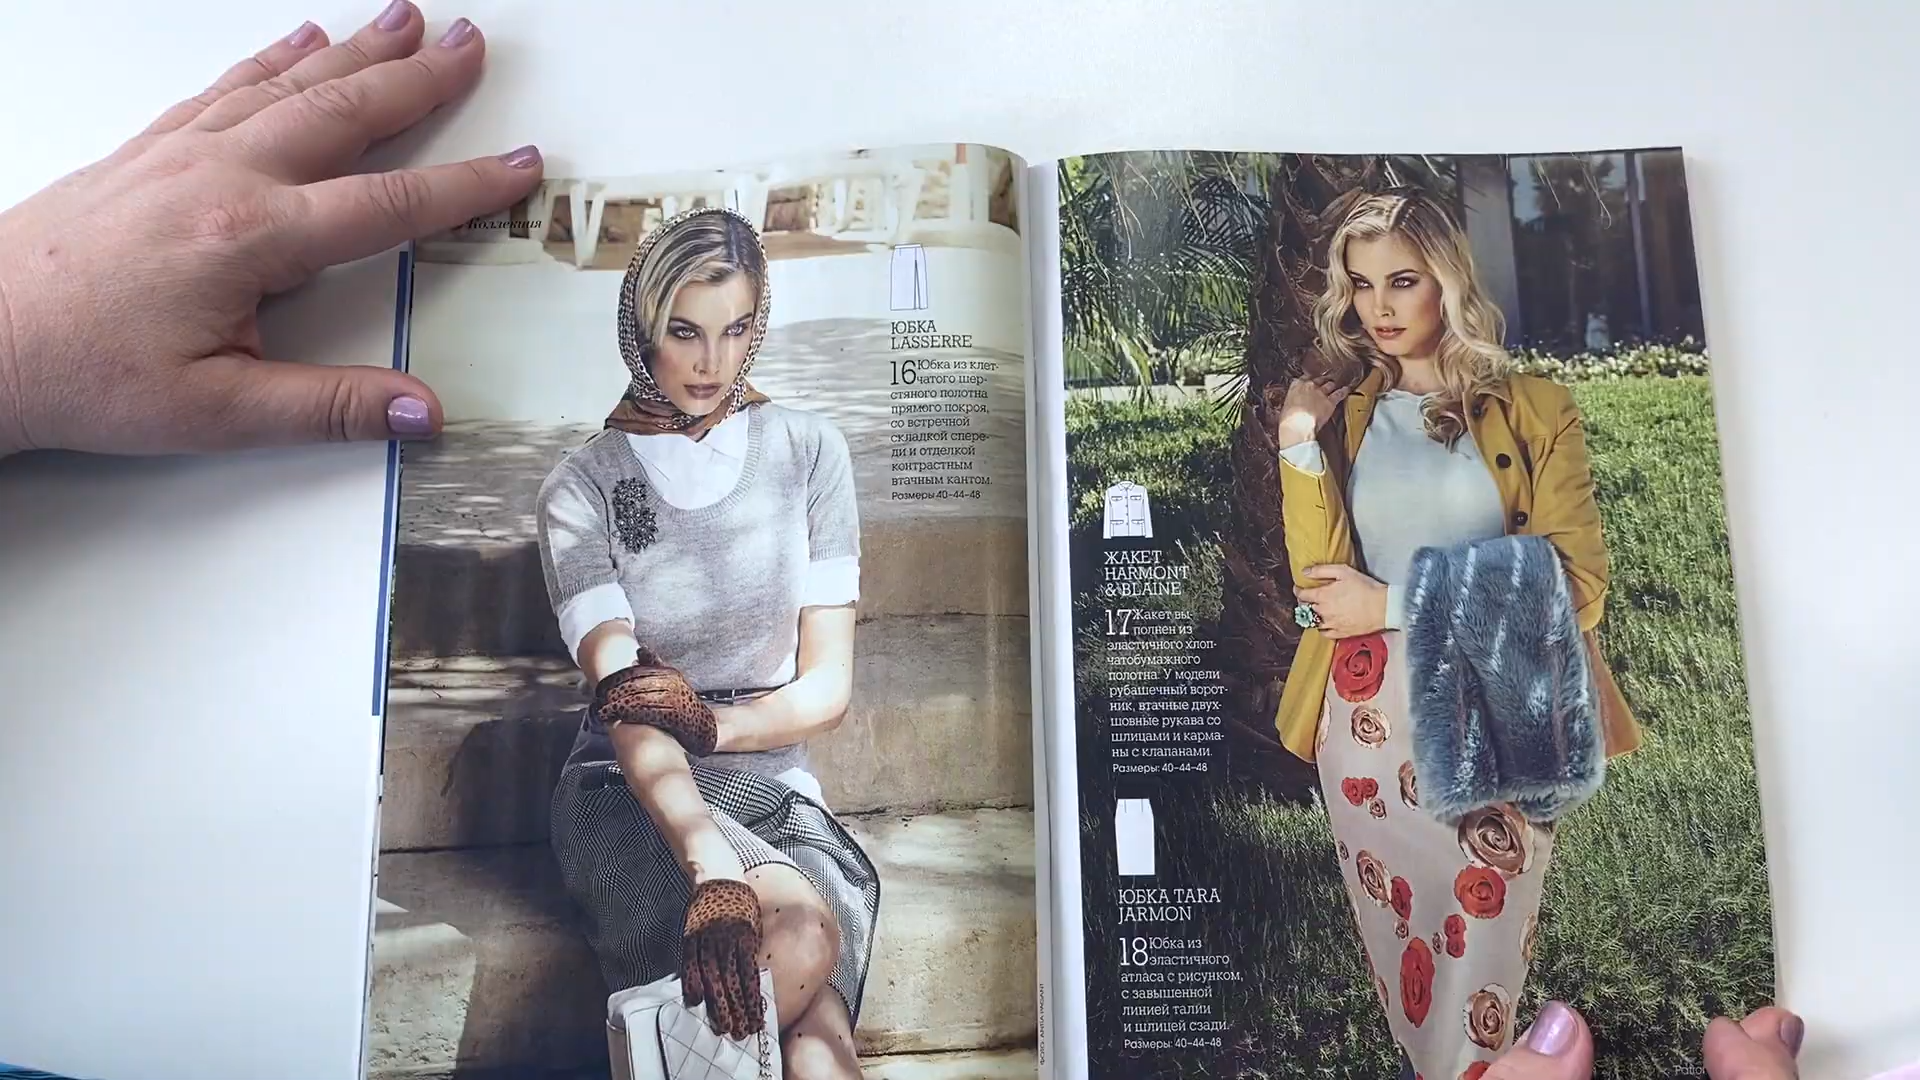 Коллекция
ЮБКА
LASSERRE
16 Юбка из клет-
чатого шер-
стяного полотна
прямого покроя,
со встречной
складкой спере-
ди и отделкой
контрастным
втачным кантом.
Размеры 40-44-48
ЖАКЕТ
HARMONT
& BLAINE
17 Жакет вы-
полнен из
эластичного хлоп-
чатобумажного
полотна. У модели
рубашечный ворот-
ник, втачные двух-
шовные рукава со
шлицами и карма-
ны с клапанами.
Размеры: 40-44-48
ЮБКА TARA
JARMON
18 Юбка из
эластичного
атласа с рисунком,
с завышенной
линией талии
и шлицей сзади.
Размеры: 40-44-48